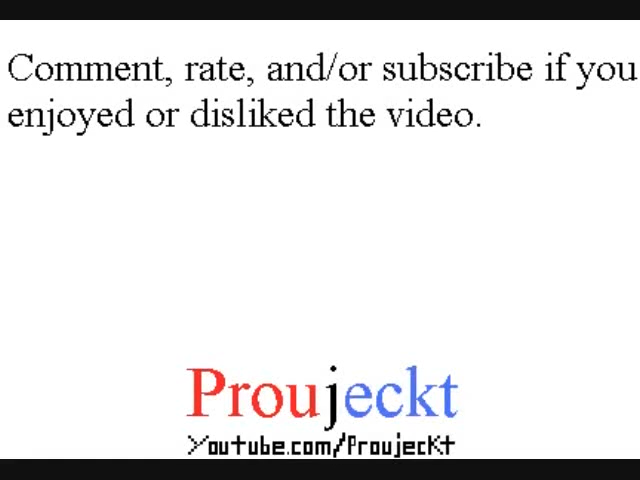 Comment, rate, and/or subscribe if you
enjoyed or disliked the video.
Proujeckt
Youtube.com/ProujecKt